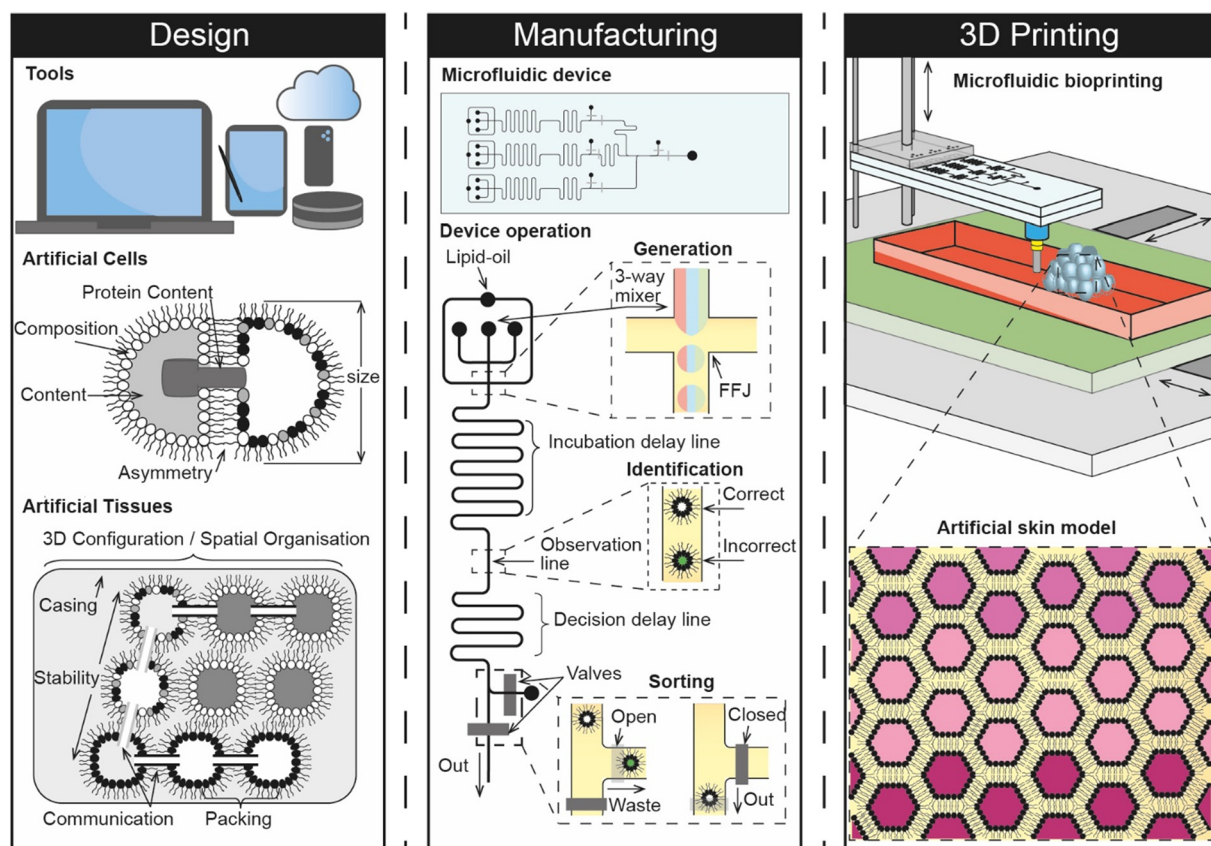 Design
Tools
Artificial Cells
Protein Content
Composition
Content
size
Asymmetry
Artificial Tissues
3D Configuration / Spatial Organisation
Casing
Stability
Communication
Packing
Manufacturing
Microfluidic device
Device operation
Lipid-oil
Generation
3-way
mixer
FFJ
Incubation delay line
Identification
Correct
Incorrect
Observation
line
Decision delay line
Valves
Sorting
Open
Closed
Out
Waste
Out
3D Printing
Microfluidic bioprinting
Artificial skin model